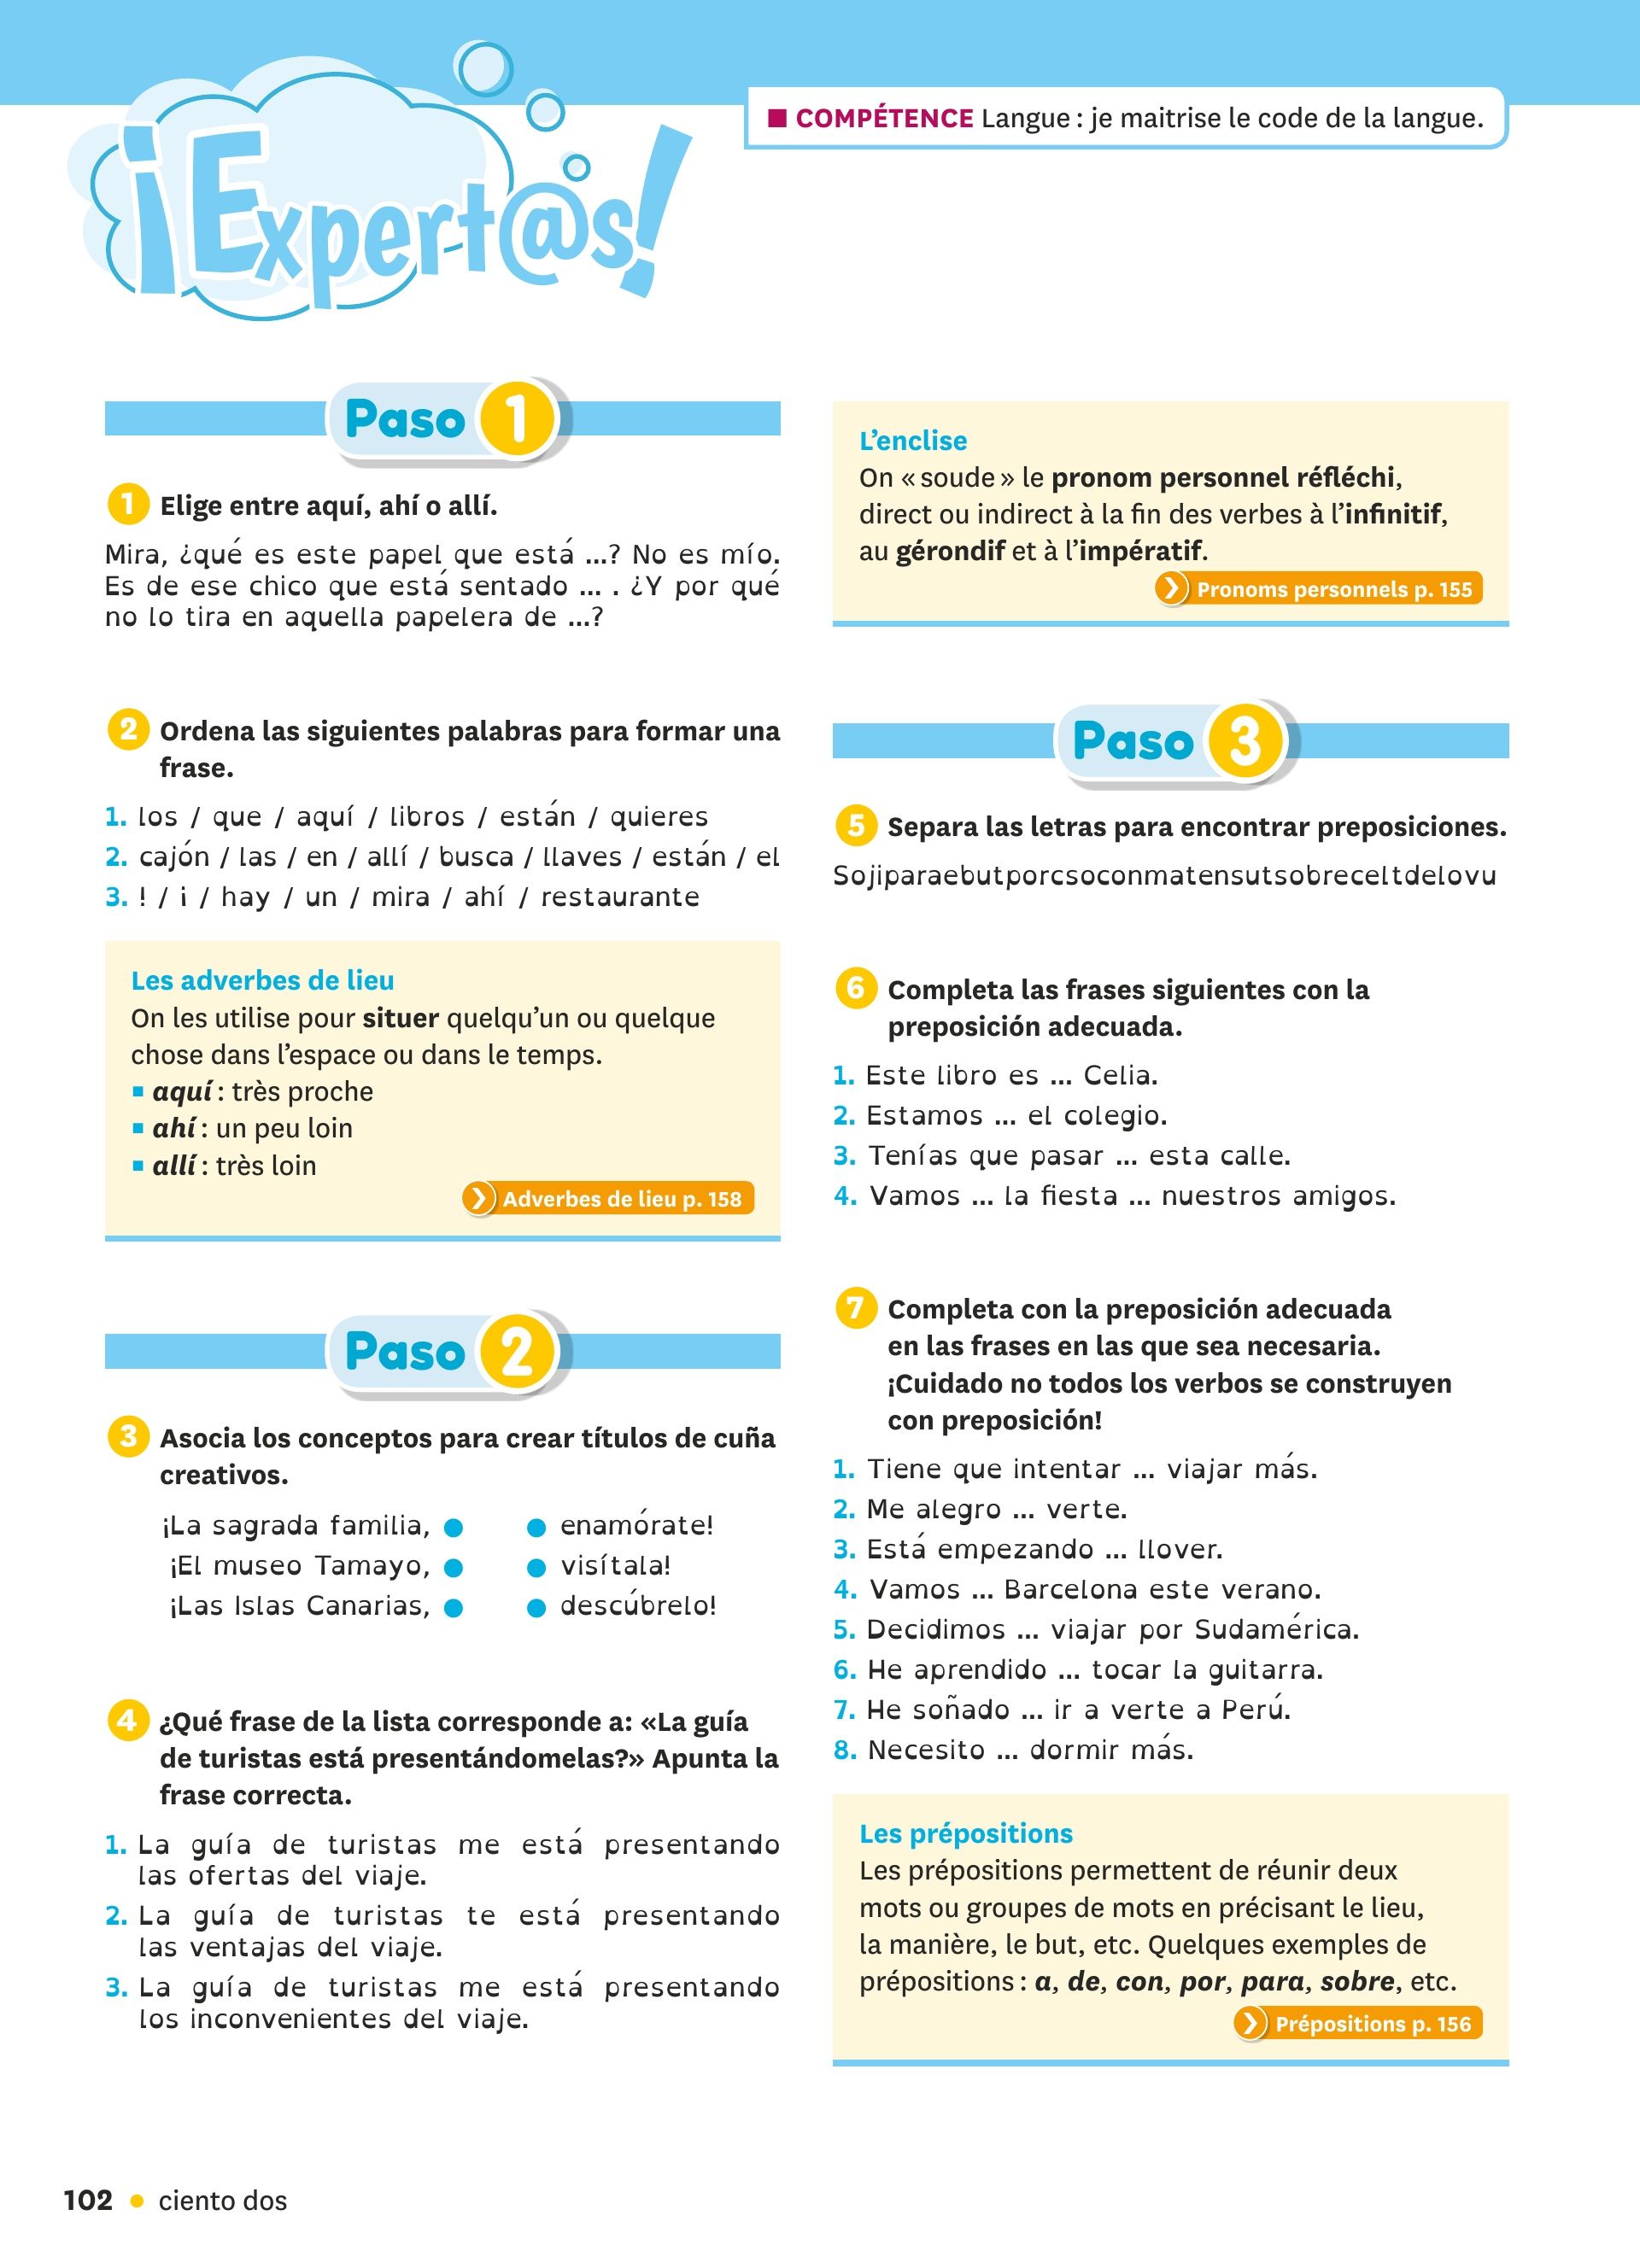 ¡Expert@s!
■ COMPÉTENCE Langue : je maitrise le code de la langue.
Paso 1
1 Elige entre aquí, ahí o allí.
Mira, ¿qué es este papel que está ...? No es mío.
Es de ese chico que está sentado ... . ¿Y por qué
no lo tira en aquella papelera de ...?
2 Ordena las siguientes palabras para formar una
frase.
1. los / que / aquí / libros / están / quieres
2. cajón / las / en / allí / busca / llaves / están / el
3. ! / ¡ / hay / un / mira / ahí / restaurante
Les adverbes de lieu
On les utilise pour situer quelqu'un ou quelque
chose dans l'espace ou dans le temps.
■ aquí : très proche
■ ahí : un peu loin
■ allí : très loin
❯ Adverbes de lieu p. 158
Paso 2
3 Asocia los conceptos para crear títulos de cuña
creativos.
¡La sagrada familia, ● ● enamórate!
¡El museo Tamayo, ● ● visítala!
¡Las Islas Canarias, ● ● descúbrelo!
4 ¿Qué frase de la lista corresponde a: «La guía
de turistas está presentándomelas?» Apunta la
frase correcta.
1. La guía de turistas me está presentando
las ofertas del viaje.
2. La guía de turistas te está presentando
las ventajas del viaje.
3. La guía de turistas me está presentando
los inconvenientes del viaje.
L'enclise
On « soude » le pronom personnel réfléchi,
direct ou indirect à la fin des verbes à l'infinitif,
au gérondif et à l'impératif.
❯ Pronoms personnels p. 155
Paso 3
5 Separa las letras para encontrar preposiciones.
Sojiparaebutporcsoconmatensutsobreceltdelovu
6 Completa las frases siguientes con la
preposición adecuada.
1. Este libro es ... Celia.
2. Estamos ... el colegio.
3. Tenías que pasar ... esta calle.
4. Vamos ... la fiesta ... nuestros amigos.
7 Completa con la preposición adecuada
en las frases en las que sea necesaria.
¡Cuidado no todos los verbos se construyen
con preposición!
1. Tiene que intentar ... viajar más.
2. Me alegro ... verte.
3. Está empezando ... llover.
4. Vamos ... Barcelona este verano.
5. Decidimos ... viajar por Sudamérica.
6. He aprendido ... tocar la guitarra.
7. He soñado ... ir a verte a Perú.
8. Necesito ... dormir más.
Les prépositions
Les prépositions permettent de réunir deux
mots ou groupes de mots en précisant le lieu,
la manière, le but, etc. Quelques exemples de
prépositions : a, de, con, por, para, sobre, etc.
❯ Prépositions p. 156
102 ● ciento dos